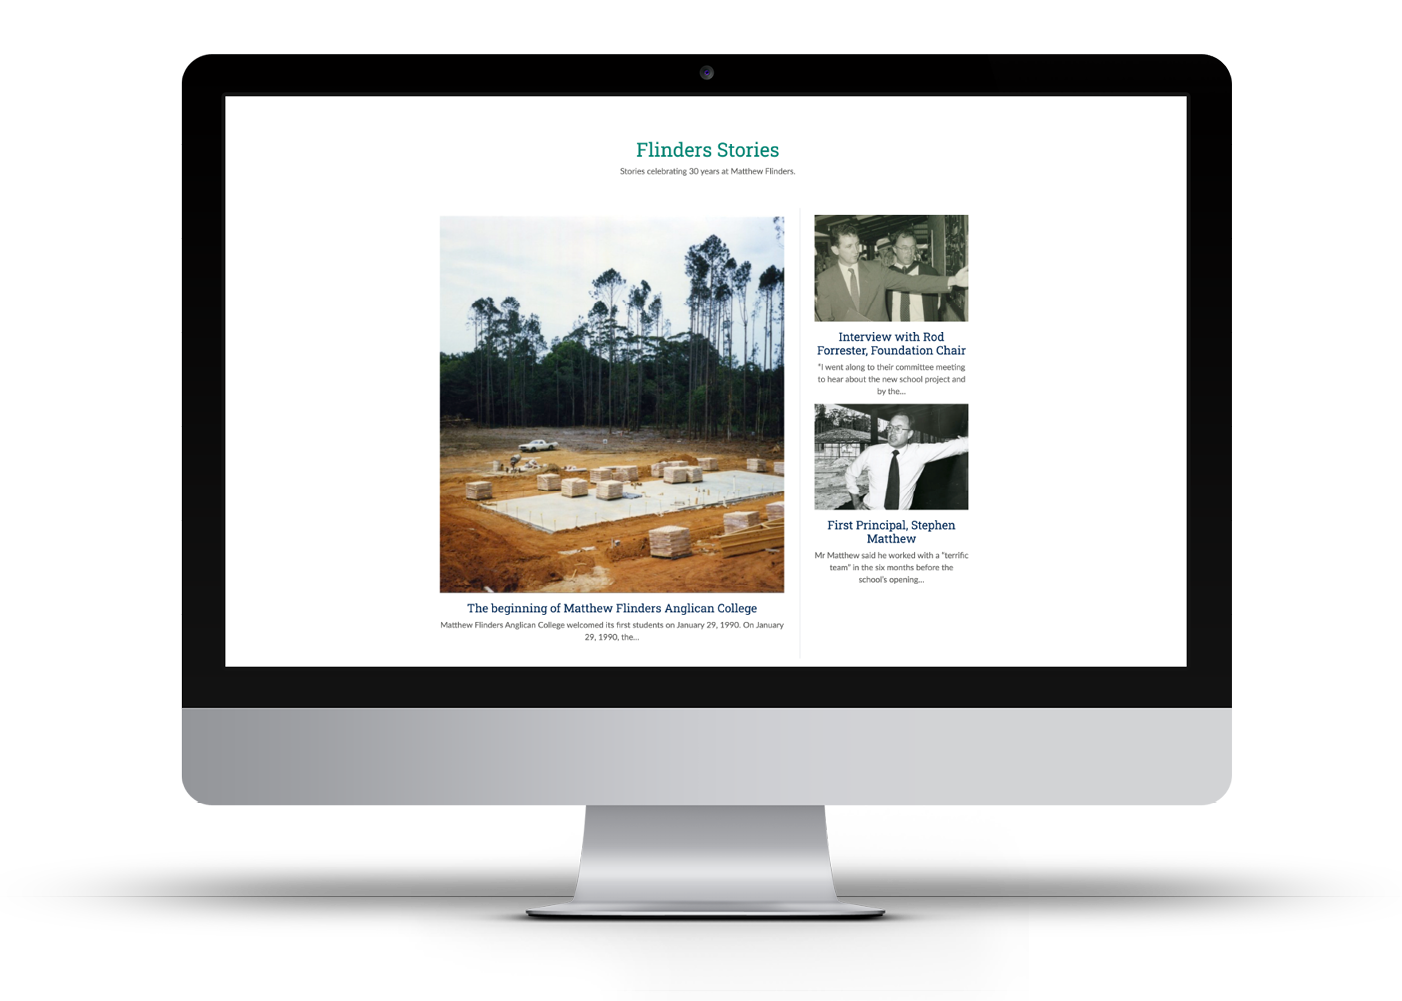 Flinders Stories
Stories celebrating 30 years at Matthew Flinders.
The beginning of Matthew Flinders Anglican College
Matthew Flinders Anglican College welcomed its first students on January 29, 1990. On January
29, 1990, the...
Interview with Rod
Forrester, Foundation Chair
"I went along to their committee meeting
to hear about the new school project and
by the...
First Principal, Stephen
Matthew
Mr Matthew said he worked with a "terrific
team" in the six months before the
school's opening...